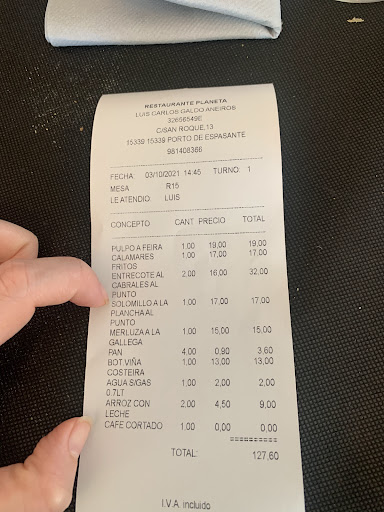 RESTAURANTE PLANETA
LUIS CARLOS GALDO ANEIROS
32656549E
C/SAN ROQUE,13
15339 15339 PORTO DE ESPASANTE
981408366
FECHA: 03/10/2021 14:45 TURNO: 1
MESA R15
LE ATENDIO: LUIS
CONCEPTO CANT PRECIO TOTAL
PULPO A FEIRA 1,00 19,00 19,00
CALAMARES 1,00 17,00 17,00
FRITOS
ENTRECOTE AL 2,00 16,00 32,00
CABRALES AL
PUNTO
SOLOMILLO A LA 1,00 17,00 17,00
PLANCHA AL
PUNTO
MERLUZA A LA 1,00 15,00 15,00
GALLEGA
PAN 4,00 0,90 3,60
BOT.VIÑA 1,00 13,00 13,00
COSTEIRA
AGUA S/GAS 1,00 2,00 2,00
0.7LT
ARROZ CON 2,00 4,50 9,00
LECHE
CAFE CORTADO 1,00 0,00 0,00
==========
TOTAL: 127,60
I.V.A. incluido